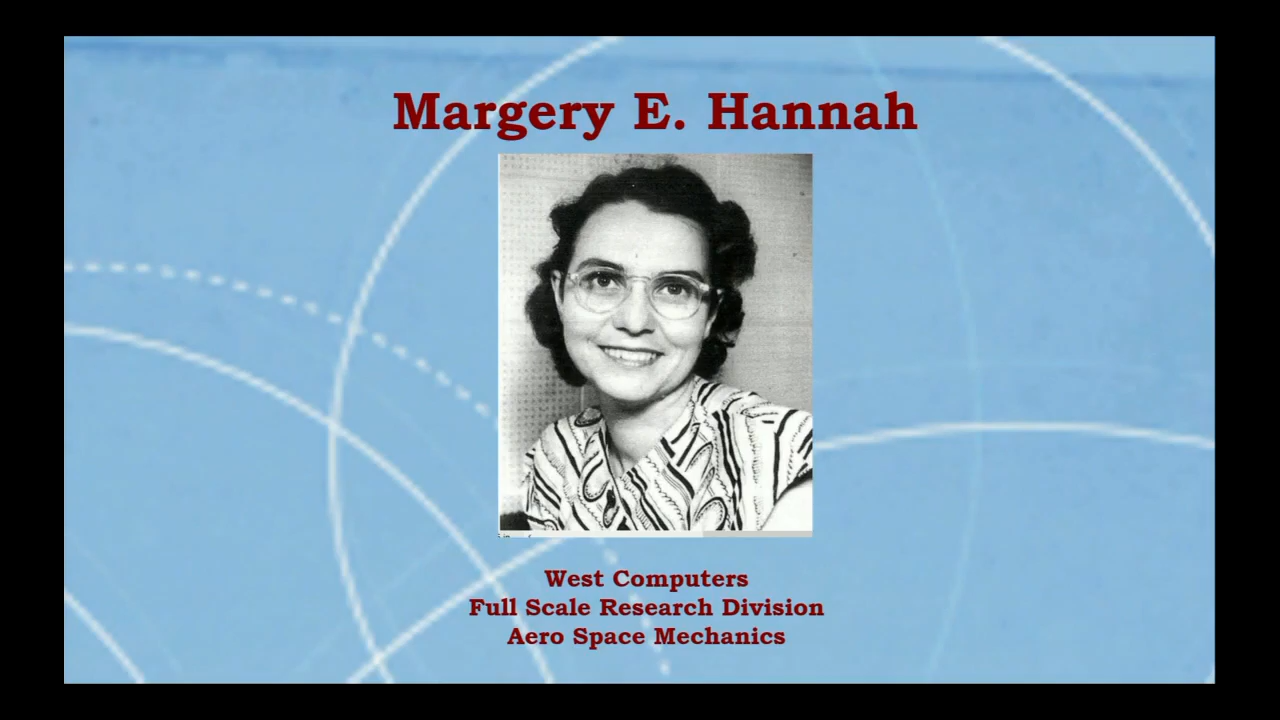 Margery E. Hannah
West Computers
Full Scale Research Division
Aero Space Mechanics